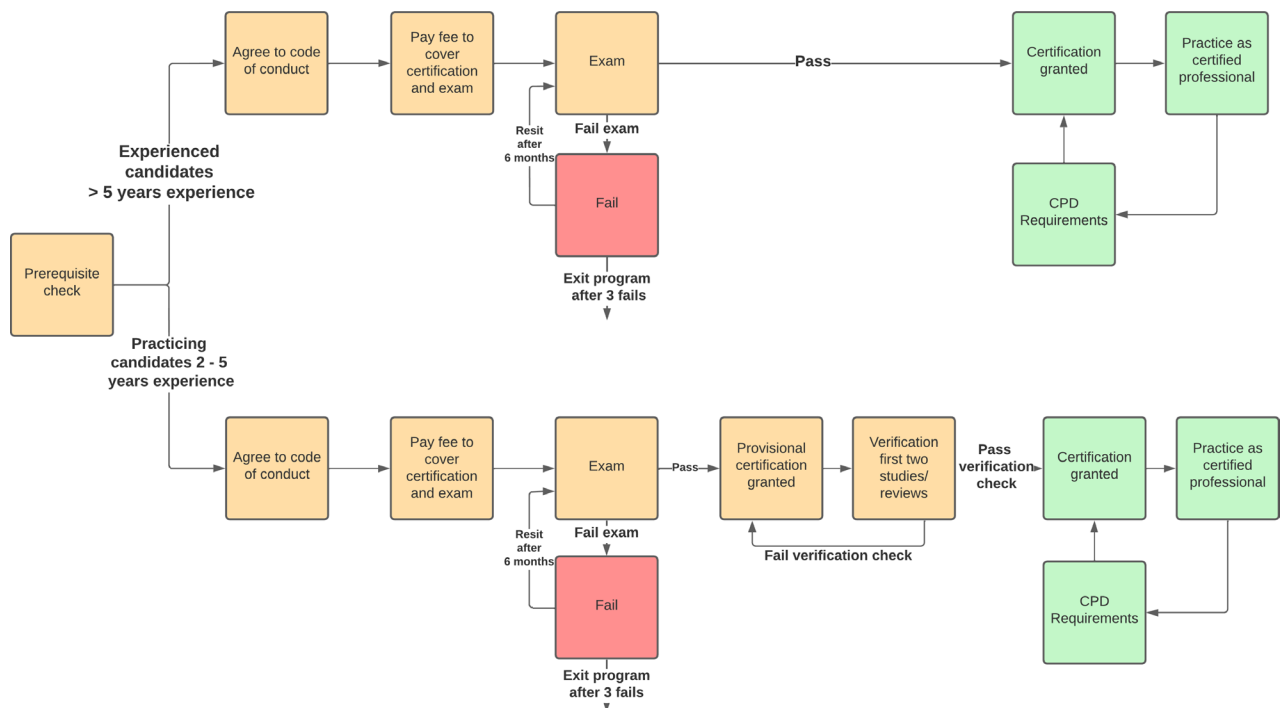 Agree to code
of conduct
Pay fee to
cover
certification
and exam
Exam
Pass
Certification
granted
Practice as
certified
professional
Resit
after
6 months
Fail exam
Experienced
candidates
> 5 years experience
Fail
CPD
Requirements
Prerequisite
check
Exit program
after 3 fails
Practicing
candidates 2 - 5
years experience
Agree to code
of conduct
Pay fee to
cover
certification
and exam
Exam
Pass
Provisional
certification
granted
Verification
first two
studies/
reviews
Pass
verification
check
Certification
granted
Practice as
certified
professional
Resit
after
6 months
Fail exam
Fail verification check
Fail
CPD
Requirements
Exit program
after 3 fails